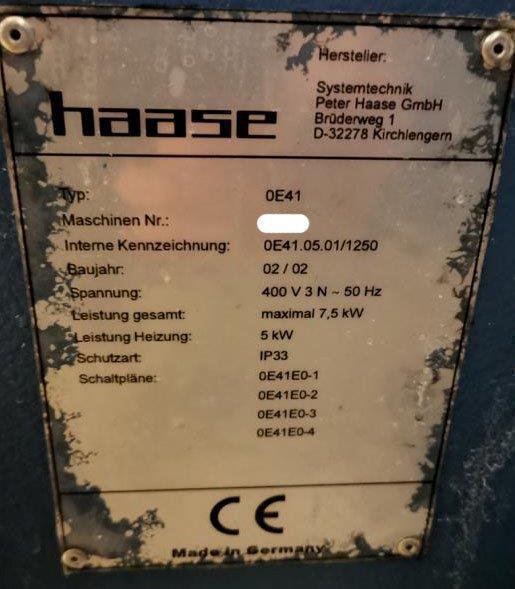 Hersteller:
haase
Systemtechnik
Peter Haase GmbH
Brüderweg 1
D-32278 Kirchlengern
Typ: 0E41
Maschinen Nr.:
Interne Kennzeichnung: 0E41.05.01/1250
Baujahr: 02 / 02
Spannung: 400 V 3 N ~ 50 Hz
Leistung gesamt: maximal 7,5 kW
Leistung Heizung: 5 kW
Schutzart: IP33
Schaltpläne: 0E41E0-1
0E41E0-2
0E41E0-3
0E41E0-4
CE
Made in Germany